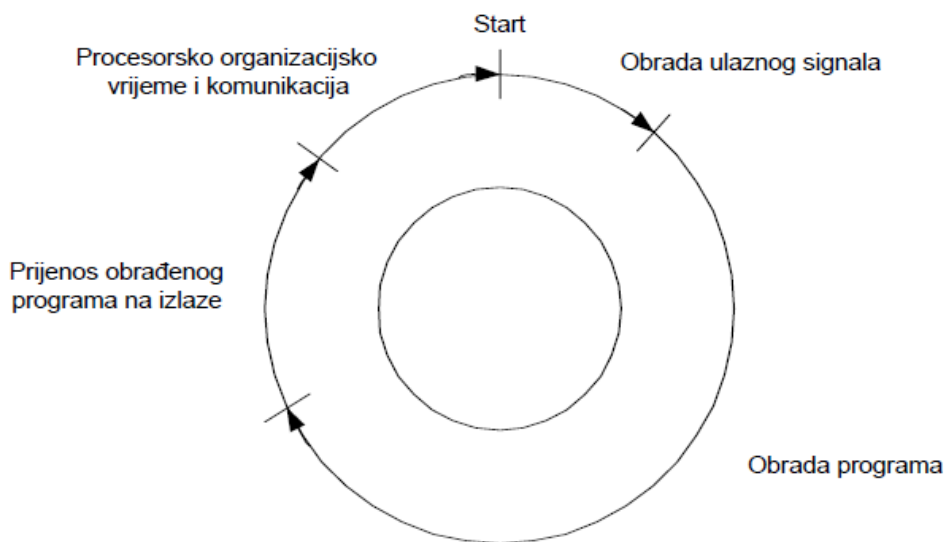 Start
Procesorsko organizacijsko
vrijeme i komunikacija
Obrada ulaznog signala
Prijenos obrađenog
programa na izlaze
Obrada programa